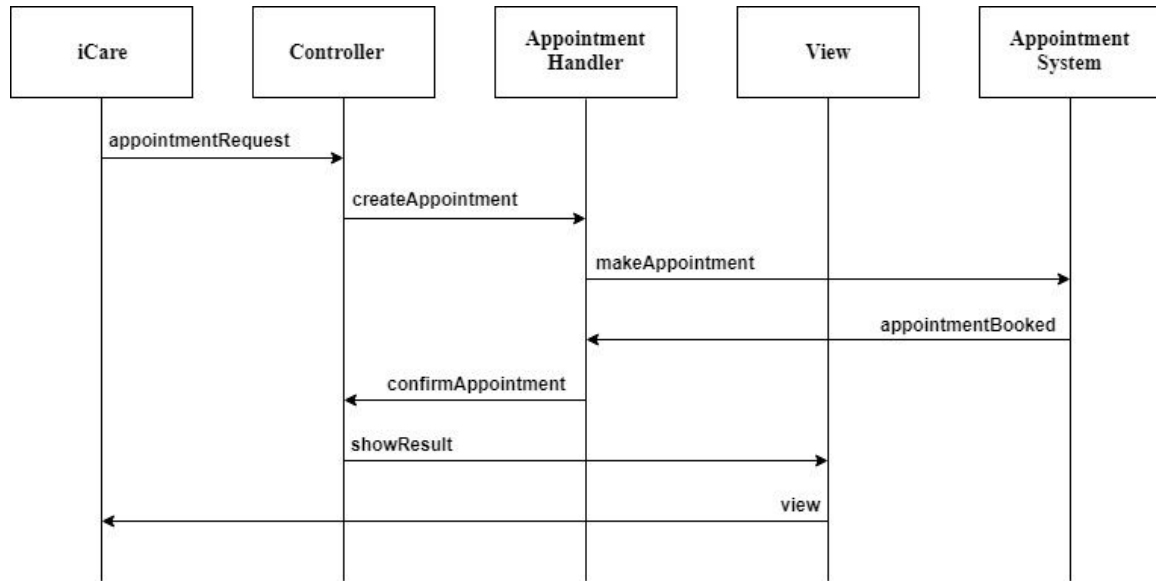 iCare
Controller
Appointment
Handler
View
Appointment
System
appointmentRequest
createAppointment
makeAppointment
appointmentBooked
confirmAppointment
showResult
view